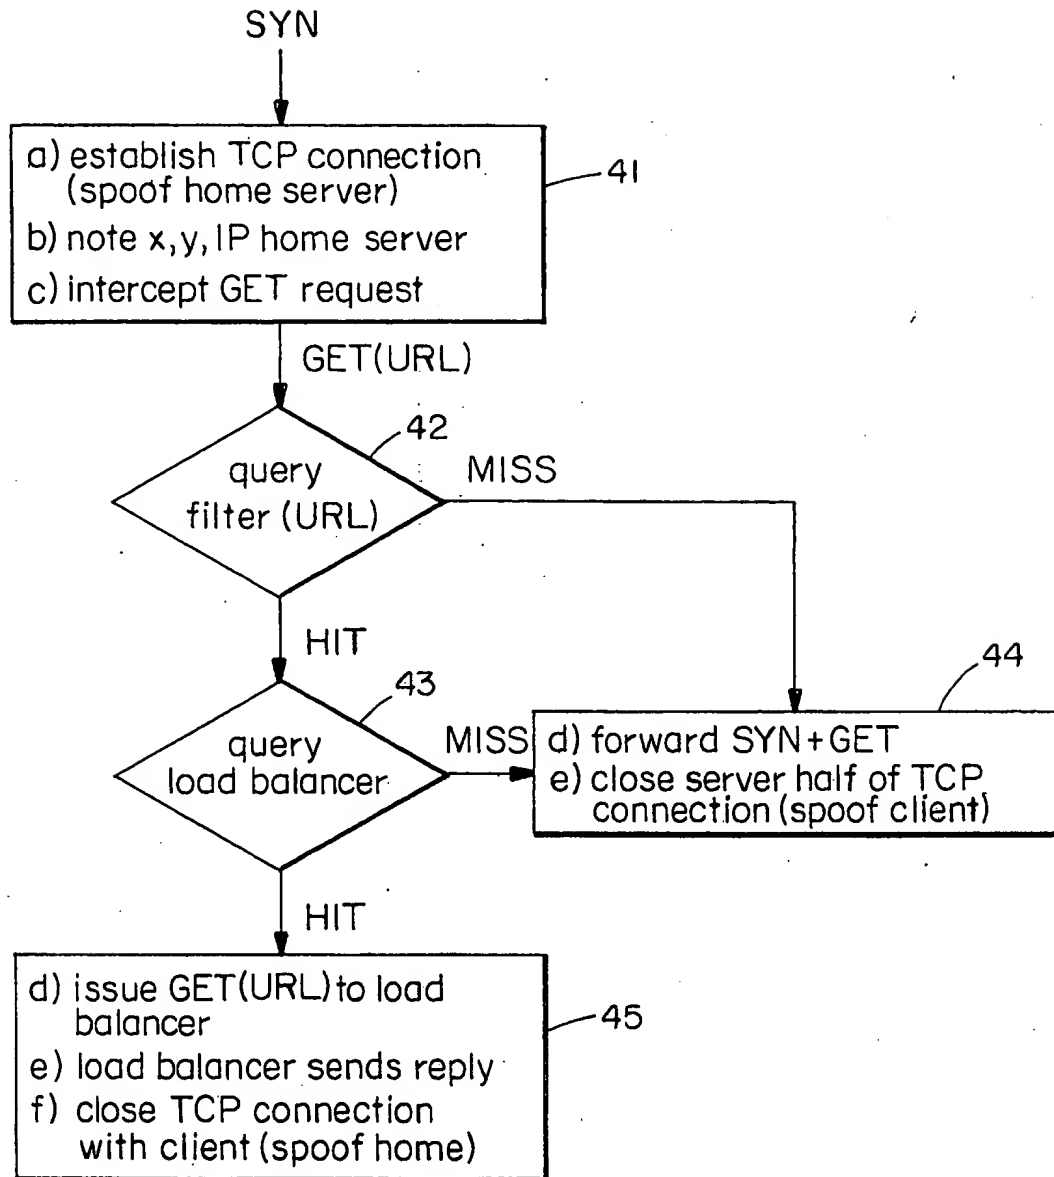 SYN
a) establish TCP connection
(spoof home server)
b) note x,y, IP home server
c) intercept GET request
41
GET(URL)
42
query
filter (URL)
MISS
HIT
43
query
load balancer
MISS
44
d) forward SYN+GET
e) close server half of TCP
connection (spoof client)
HIT
d) issue GET(URL) to load
balancer
e) load balancer sends reply
f) close TCP connection
with client (spoof home)
45